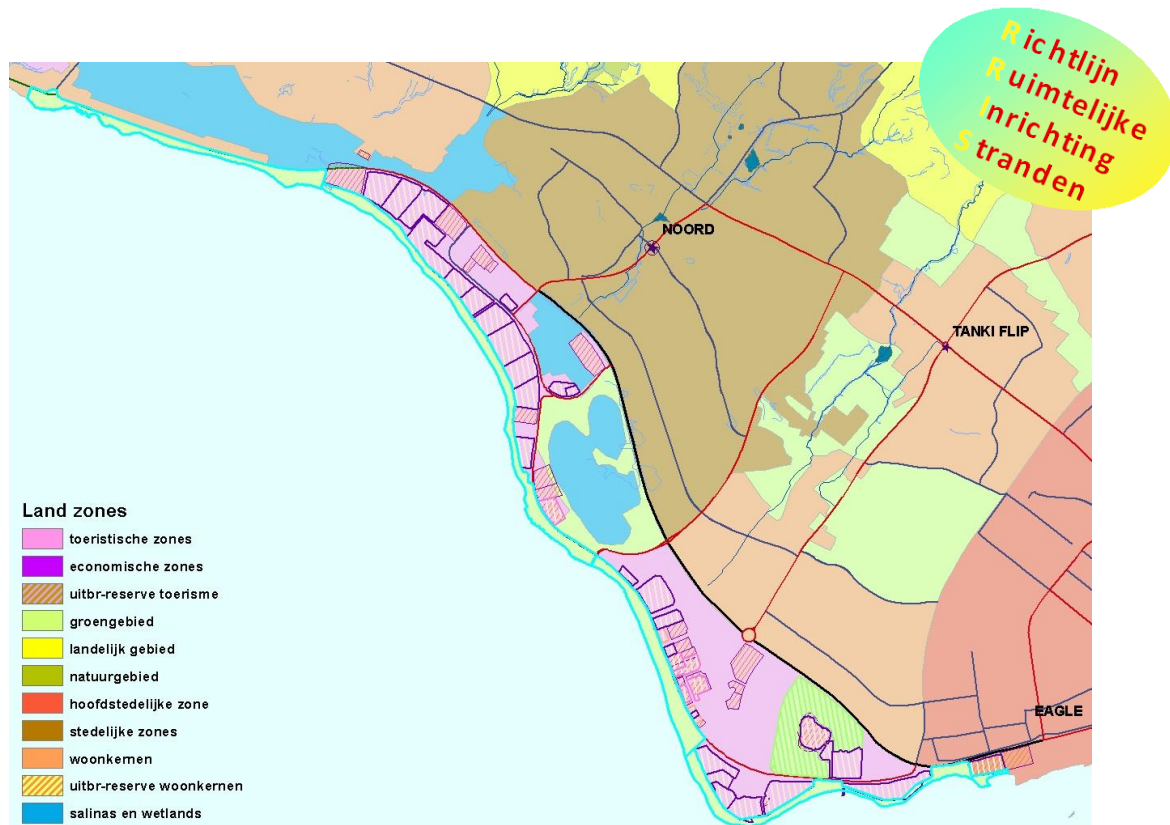 Richtlijn
Ruimtelijke
Inrichting
Stranden
NOORD
TANKI FLIP
EAGLE
Land zones
toeristische zones
economische zones
uitbr-reserve toerisme
groengebied
landelijk gebied
natuurgebied
hoofdstedelijke zone
stedelijke zones
woonkernen
uitbr-reserve woonkernen
salinas en wetlands